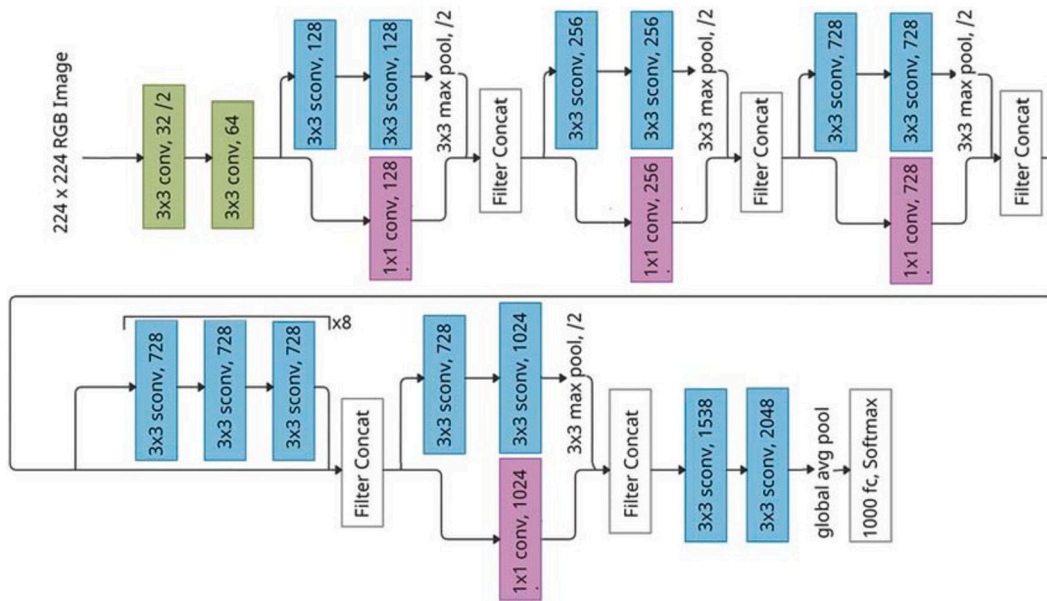 224 x 224 RGB Image
3x3 conv, 32 /2
3x3 conv, 64
3x3 sconv, 128
3x3 sconv, 128
3x3 max pool, /2
1x1 conv, 128
Filter Concat
3x3 sconv, 256
3x3 sconv, 256
3x3 max pool, /2
1x1 conv, 256
Filter Concat
3x3 sconv, 728
3x3 sconv, 728
3x3 max pool, /2
1x1 conv, 728
Filter Concat
3x3 sconv, 728
3x3 sconv, 728
3x3 sconv, 728
x8
Filter Concat
3x3 sconv, 728
3x3 sconv, 1024
3x3 max pool, /2
1x1 conv, 1024
Filter Concat
3x3 sconv, 1538
3x3 sconv, 2048
global avg pool
1000 fc, Softmax